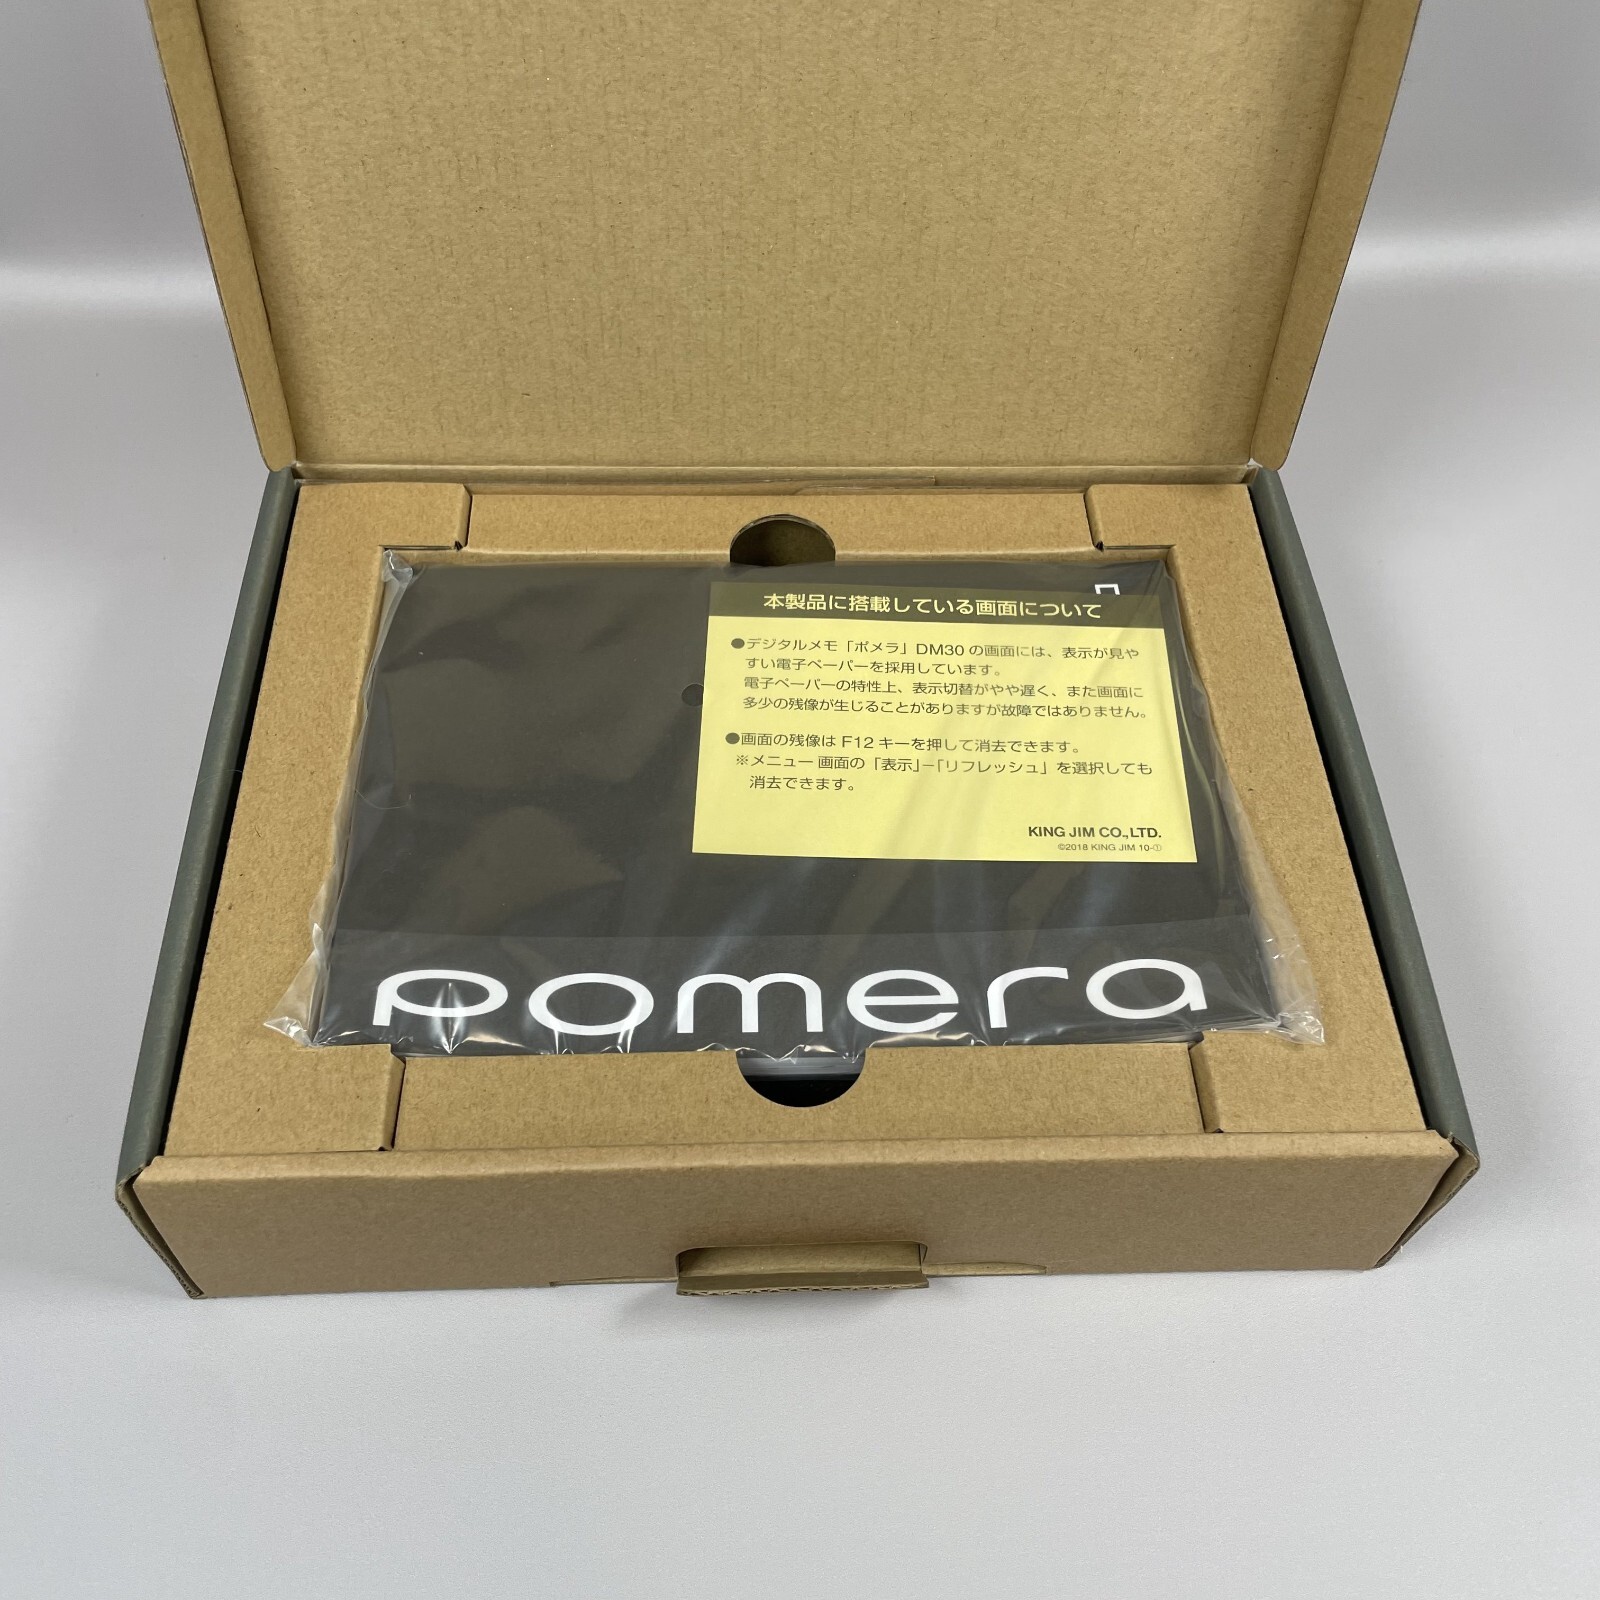 本製品に搭載している画面について
●デジタルメモ「ポメラ」DM30の画面には、表示が見や
すい電子ペーパーを採用しています。
電子ペーパーの特性上、表示切替がやや遅く、また画面に
多少の残像が生じることがありますが故障ではありません。
●画面の残像は F12 キーを押して消去できます。
※メニュー画面の「表示」−「リフレッシュ」を選択しても
消去できます。
KING JIM CO.,LTD.
©2018 KING JIM 10-①
pomera